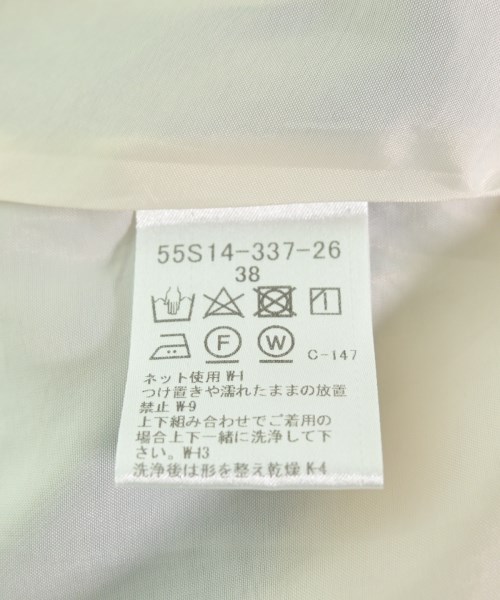 55S14-337-26
38
F W C-147
ネット使用 W-1
つけ置きや濡れたままの放置
禁止 W-9
上下組み合わせでご着用の
場合上下一緒に洗浄して下
さい。W-13
洗浄後は形を整え乾燥 K-4